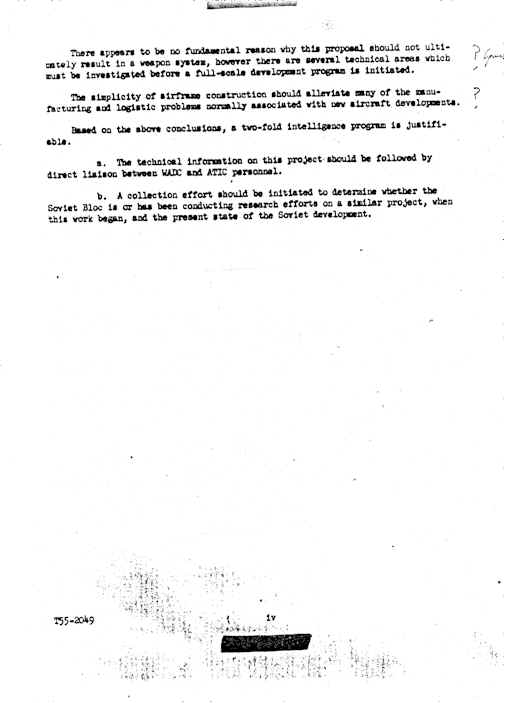 There appears to be no fundamental reason why this proposal should not ulti-
mately result in a weapon system, however there are several technical areas which
must be investigated before a full-scale development program is initiated.
?
The simplicity of airframe construction should alleviate many of the manu-
facturing and logistic problems normally associated with new aircraft developments.
?
Based on the above conclusions, a two-fold intelligence program is justifi-
able.
a. The technical information on this project should be followed by
direct liaison between WADC and ATIC personnel.
b. A collection effort should be initiated to determine whether the
Soviet Bloc is or has been conducting research efforts on a similar project, when
this work began, and the present state of the Soviet development.
T55-2049
iv